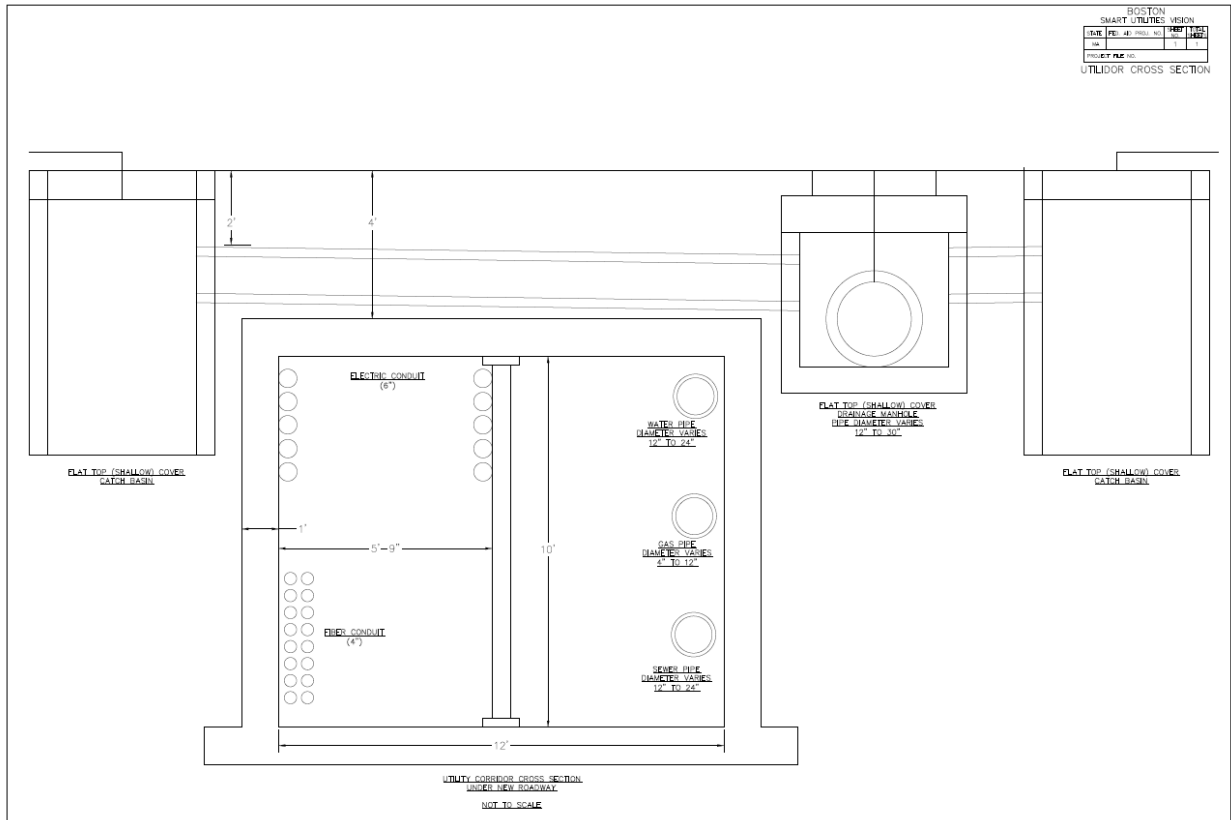 BOSTON
SMART UTILITIES VISION
STATE FED. AID PROJ. NO. SHEET NO. TOTAL SHEETS
MA 1 1
PROJECT FILE NO.
UTILIDOR CROSS SECTION
2'
4'
ELECTRIC CONDUIT
(6")
WATER PIPE
DIAMETER VARIES
12" TO 24"
FLAT TOP (SHALLOW) COVER
DRAINAGE MANHOLE
PIPE DIAMETER VARIES
12" TO 30"
FLAT TOP (SHALLOW) COVER
CATCH BASIN
FLAT TOP (SHALLOW) COVER
CATCH BASIN
1'
5'-9"
10'
GAS PIPE
DIAMETER VARIES
4" TO 12"
FIBER CONDUIT
(4")
SEWER PIPE
DIAMETER VARIES
12" TO 24"
12'
UTILITY CORRIDOR CROSS SECTION
UNDER NEW ROADWAY
NOT TO SCALE